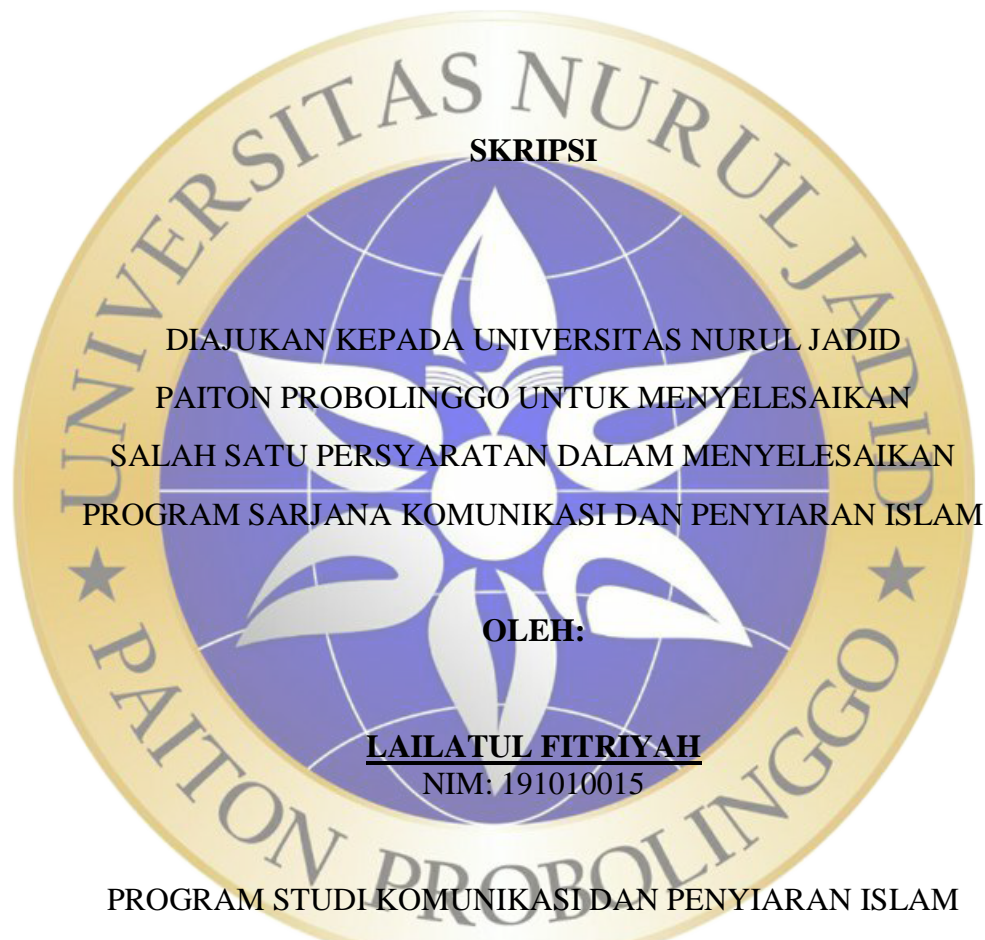 UNIVERSITAS NURUL JADID
SKRIPSI
DIAJUKAN KEPADA UNIVERSITAS NURUL JADID
PAITON PROBOLINGGO UNTUK MENYELESAIKAN
SALAH SATU PERSYARATAN DALAM MENYELESAIKAN
PROGRAM SARJANA KOMUNIKASI DAN PENYIARAN ISLAM
OLEH:
LAILATUL FITRIYAH
NIM: 191010015
PROGRAM STUDI KOMUNIKASI DAN PENYIARAN ISLAM
PAITON PROBOLINGGO